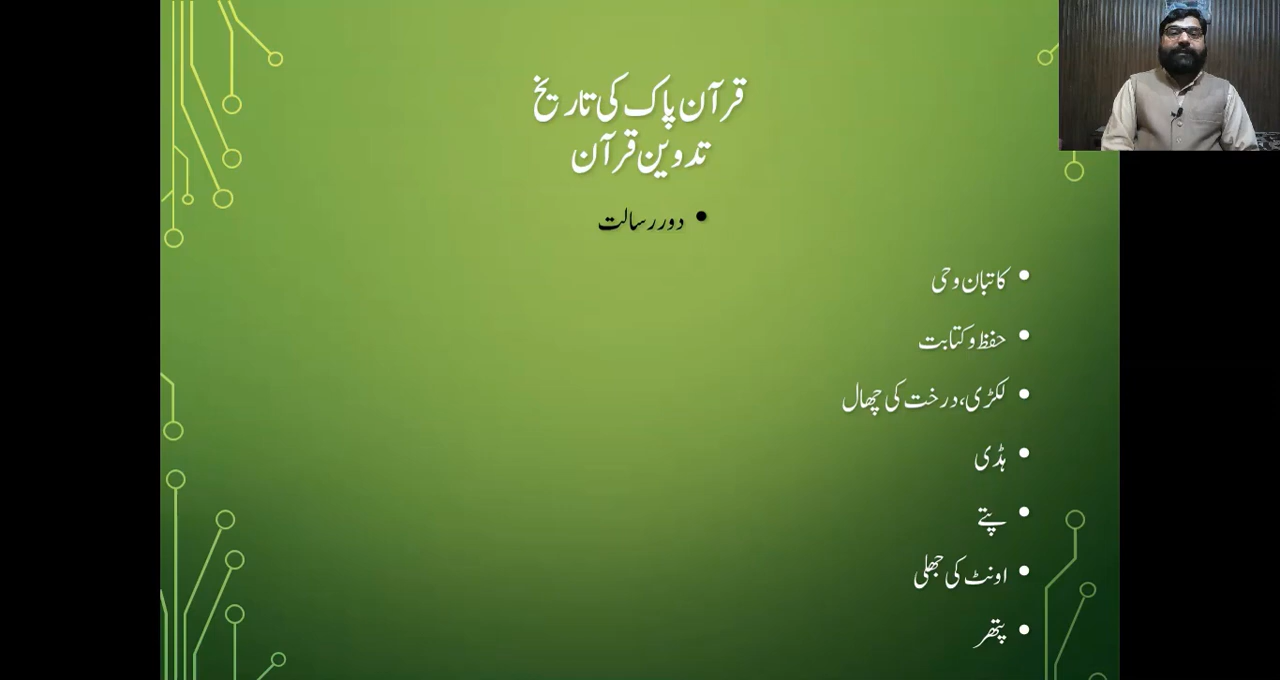 قرآن پاک کی تاریخ
تدوین قرآن
• دور رسالت
• کاتبان وحی
• حفظ و کتابت
• لکڑی، درخت کی چھال
• ہڈی
• پتے
• اونٹ کی جھلی
• پتھر